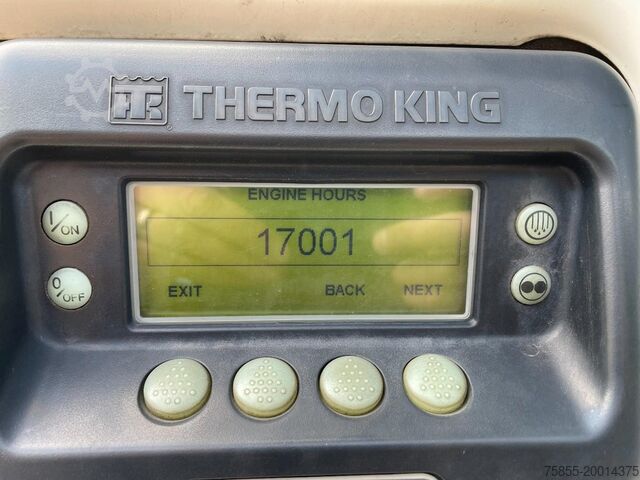 TK THERMO KING
ENGINE HOURS
I/ON
17001
O/OFF
EXIT BACK NEXT
75855-20014375